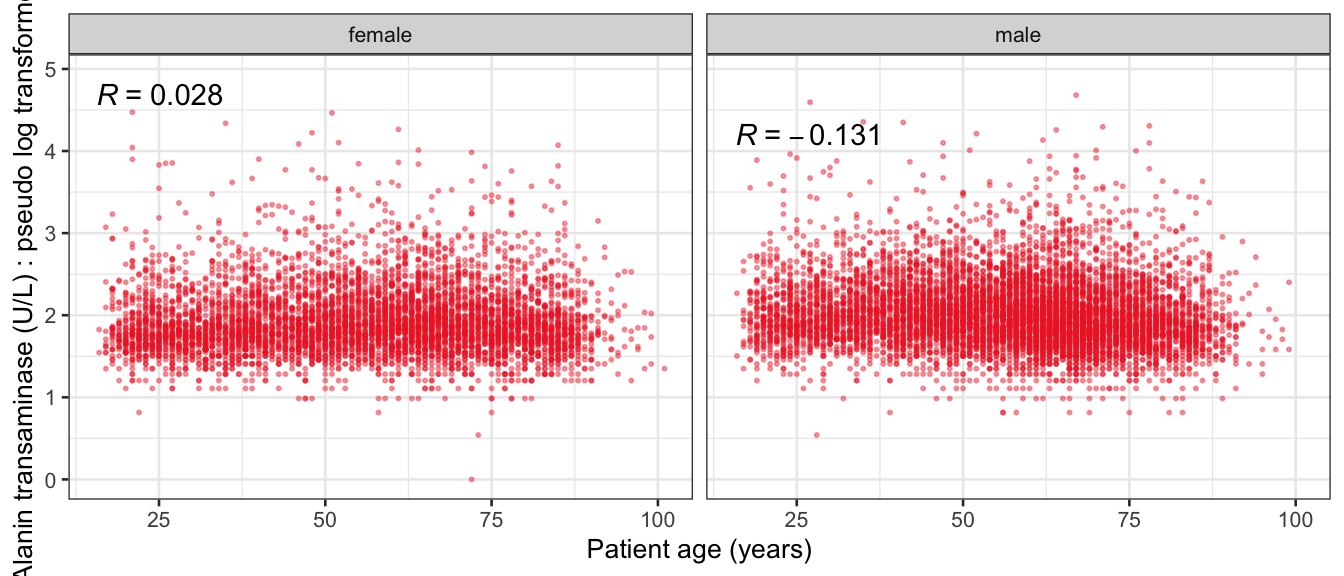 female
male
Alanin transaminase (U/L) : pseudo log
R = 0.028
R = −0.131
5
4
3
2
1
0
25
50
75
100
25
50
75
100
Patient age (years)